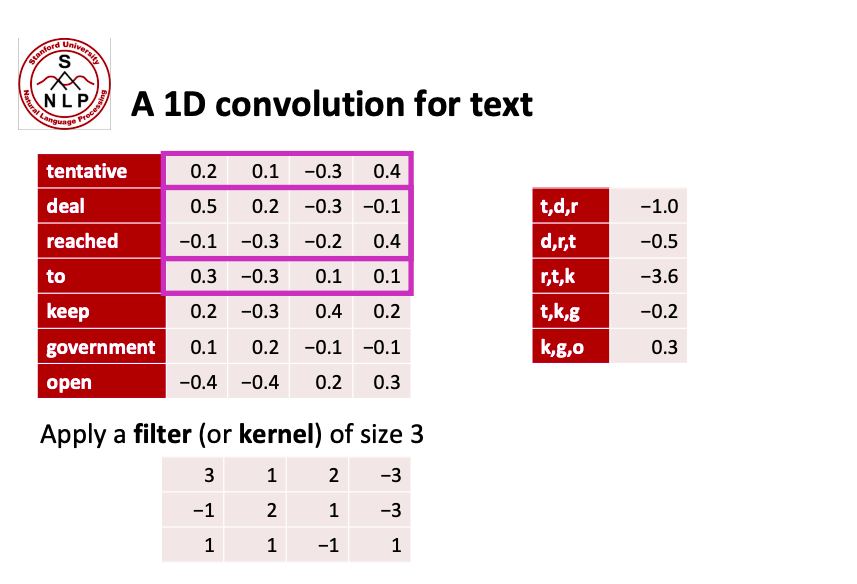 Stanford University
S
NLP
Natural Language Processing
A 1D convolution for text
tentative 0.2 0.1 −0.3 0.4
deal 0.5 0.2 −0.3 −0.1
reached −0.1 −0.3 −0.2 0.4
to 0.3 −0.3 0.1 0.1
keep 0.2 −0.3 0.4 0.2
government 0.1 0.2 −0.1 −0.1
open −0.4 −0.4 0.2 0.3
t,d,r −1.0
d,r,t −0.5
r,t,k −3.6
t,k,g −0.2
k,g,o 0.3
Apply a filter (or kernel) of size 3
3 1 2 −3
−1 2 1 −3
1 1 −1 1